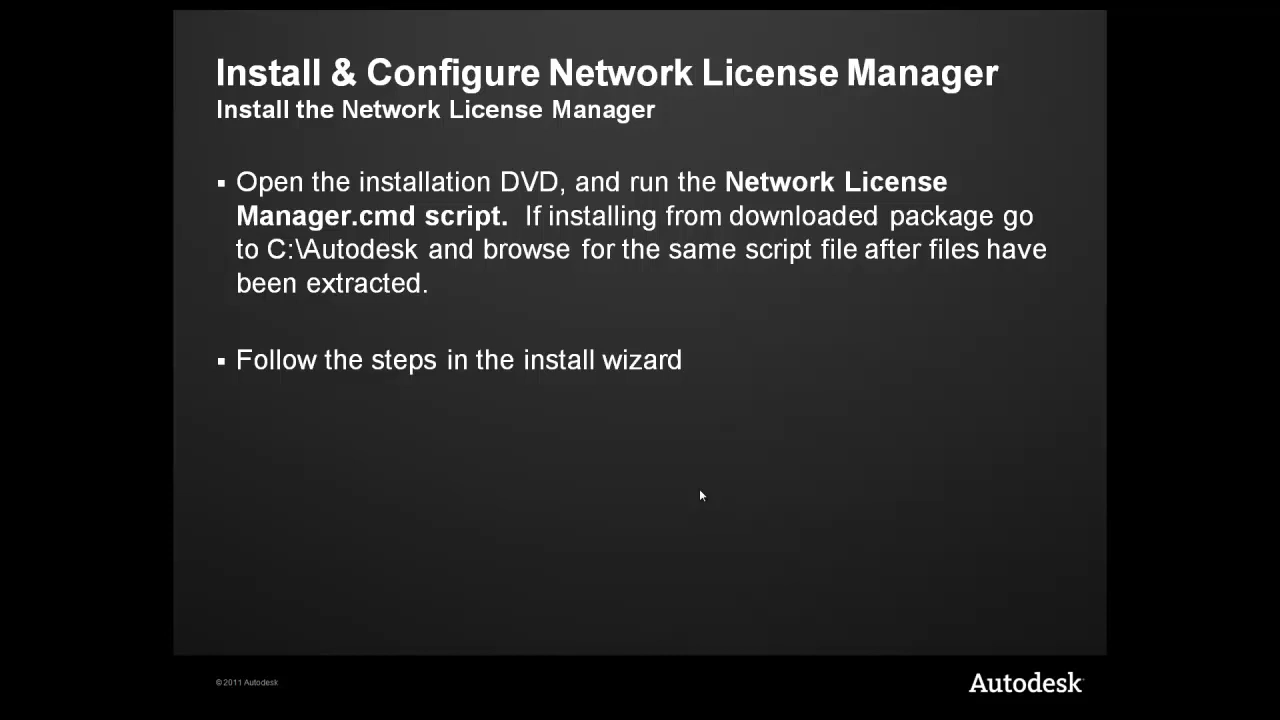 Install & Configure Network License Manager
Install the Network License Manager
▪ Open the installation DVD, and run the Network License
Manager.cmd script. If installing from downloaded package go
to C:\Autodesk and browse for the same script file after files have
been extracted.
▪ Follow the steps in the install wizard
© 2011 Autodesk
Autodesk